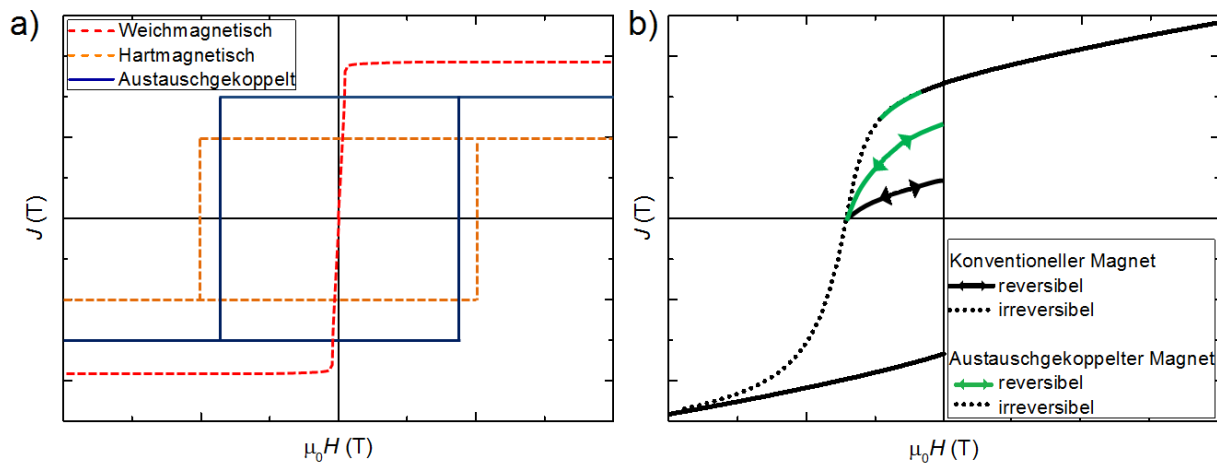 a)
Weichmagnetisch
Hartmagnetisch
Austauschgekoppelt
J (T)
μ₀H (T)
b)
J (T)
Konventioneller Magnet
reversibel
irreversibel
Austauschgekoppelter Magnet
reversibel
irreversibel
μ₀H (T)